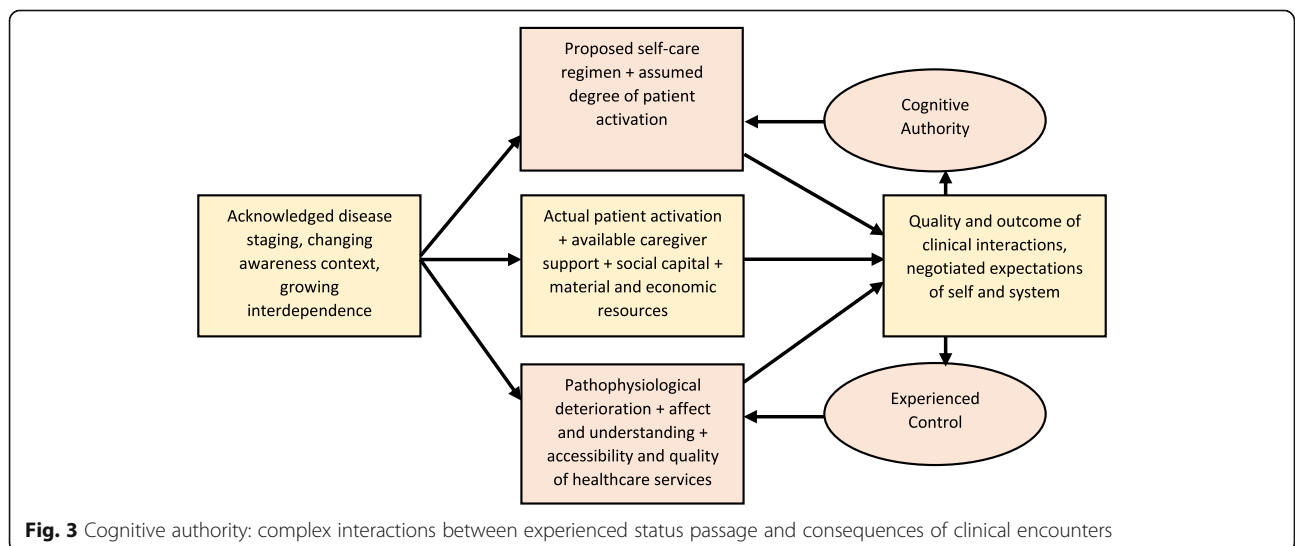 Proposed self-care
regimen + assumed
degree of patient
activation
Cognitive
Authority
Acknowledged disease
staging, changing
awareness context,
growing
interdependence
Actual patient activation
+ available caregiver
support + social capital +
material and economic
resources
Quality and outcome of
clinical interactions,
negotiated expectations
of self and system
Pathophysiological
deterioration + affect
and understanding +
accessibility and quality
of healthcare services
Experienced
Control
Fig. 3 Cognitive authority: complex interactions between experienced status passage and consequences of clinical encounters